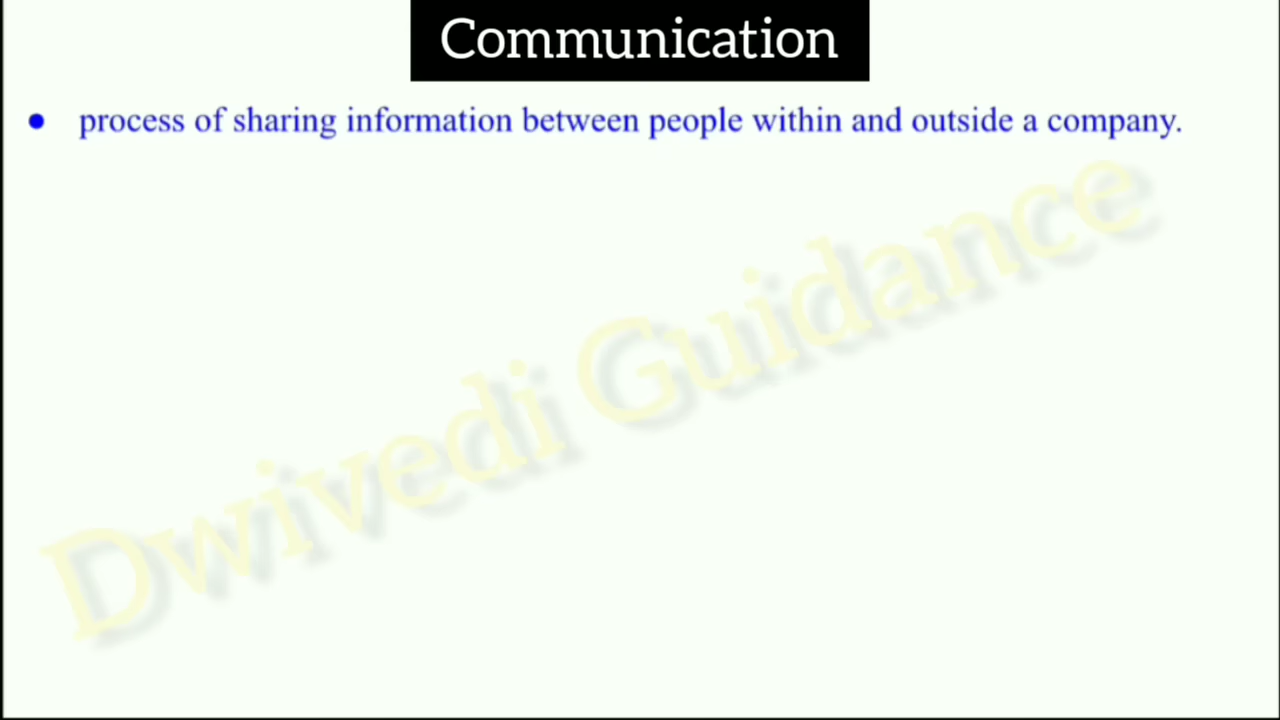 Communication
● process of sharing information between people within and outside a company.
Dwivedi Guidance